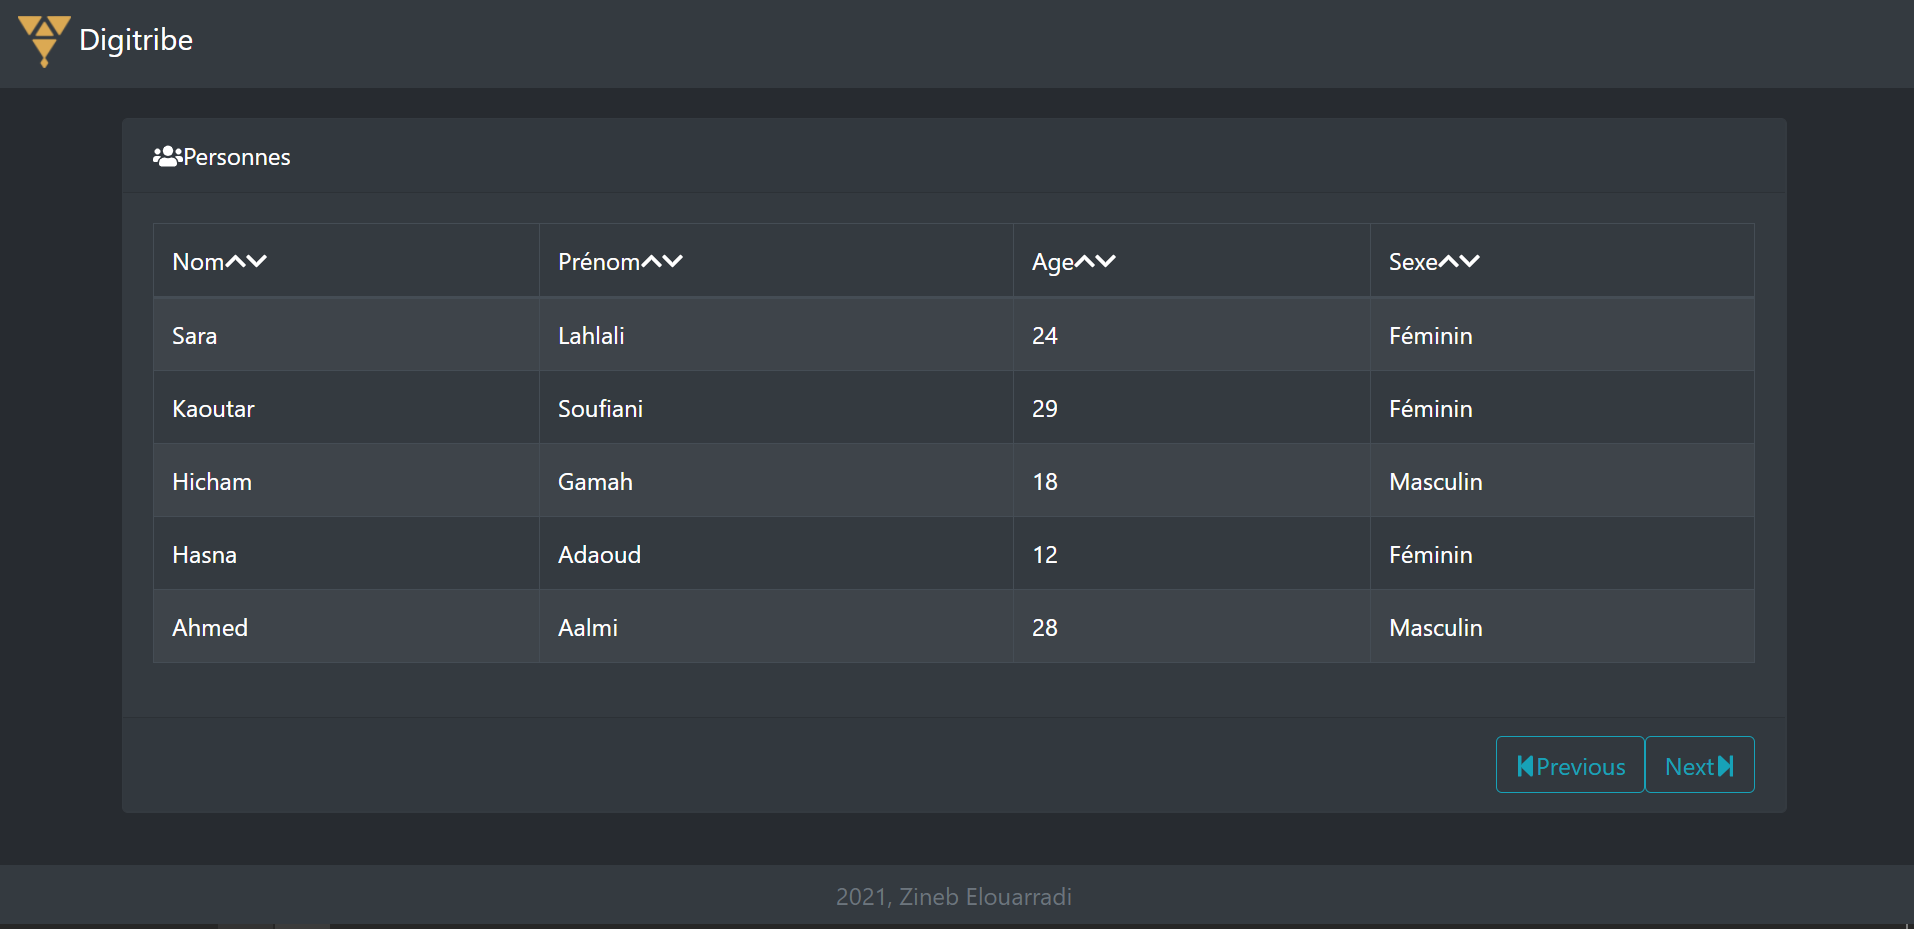 Digitribe
Personnes
Nom Prénom Age Sexe
Sara Lahlali 24 Féminin
Kaoutar Soufiani 29 Féminin
Hicham Gamah 18 Masculin
Hasna Adaoud 12 Féminin
Ahmed Aalmi 28 Masculin
Previous Next
2021, Zineb Elouarradi